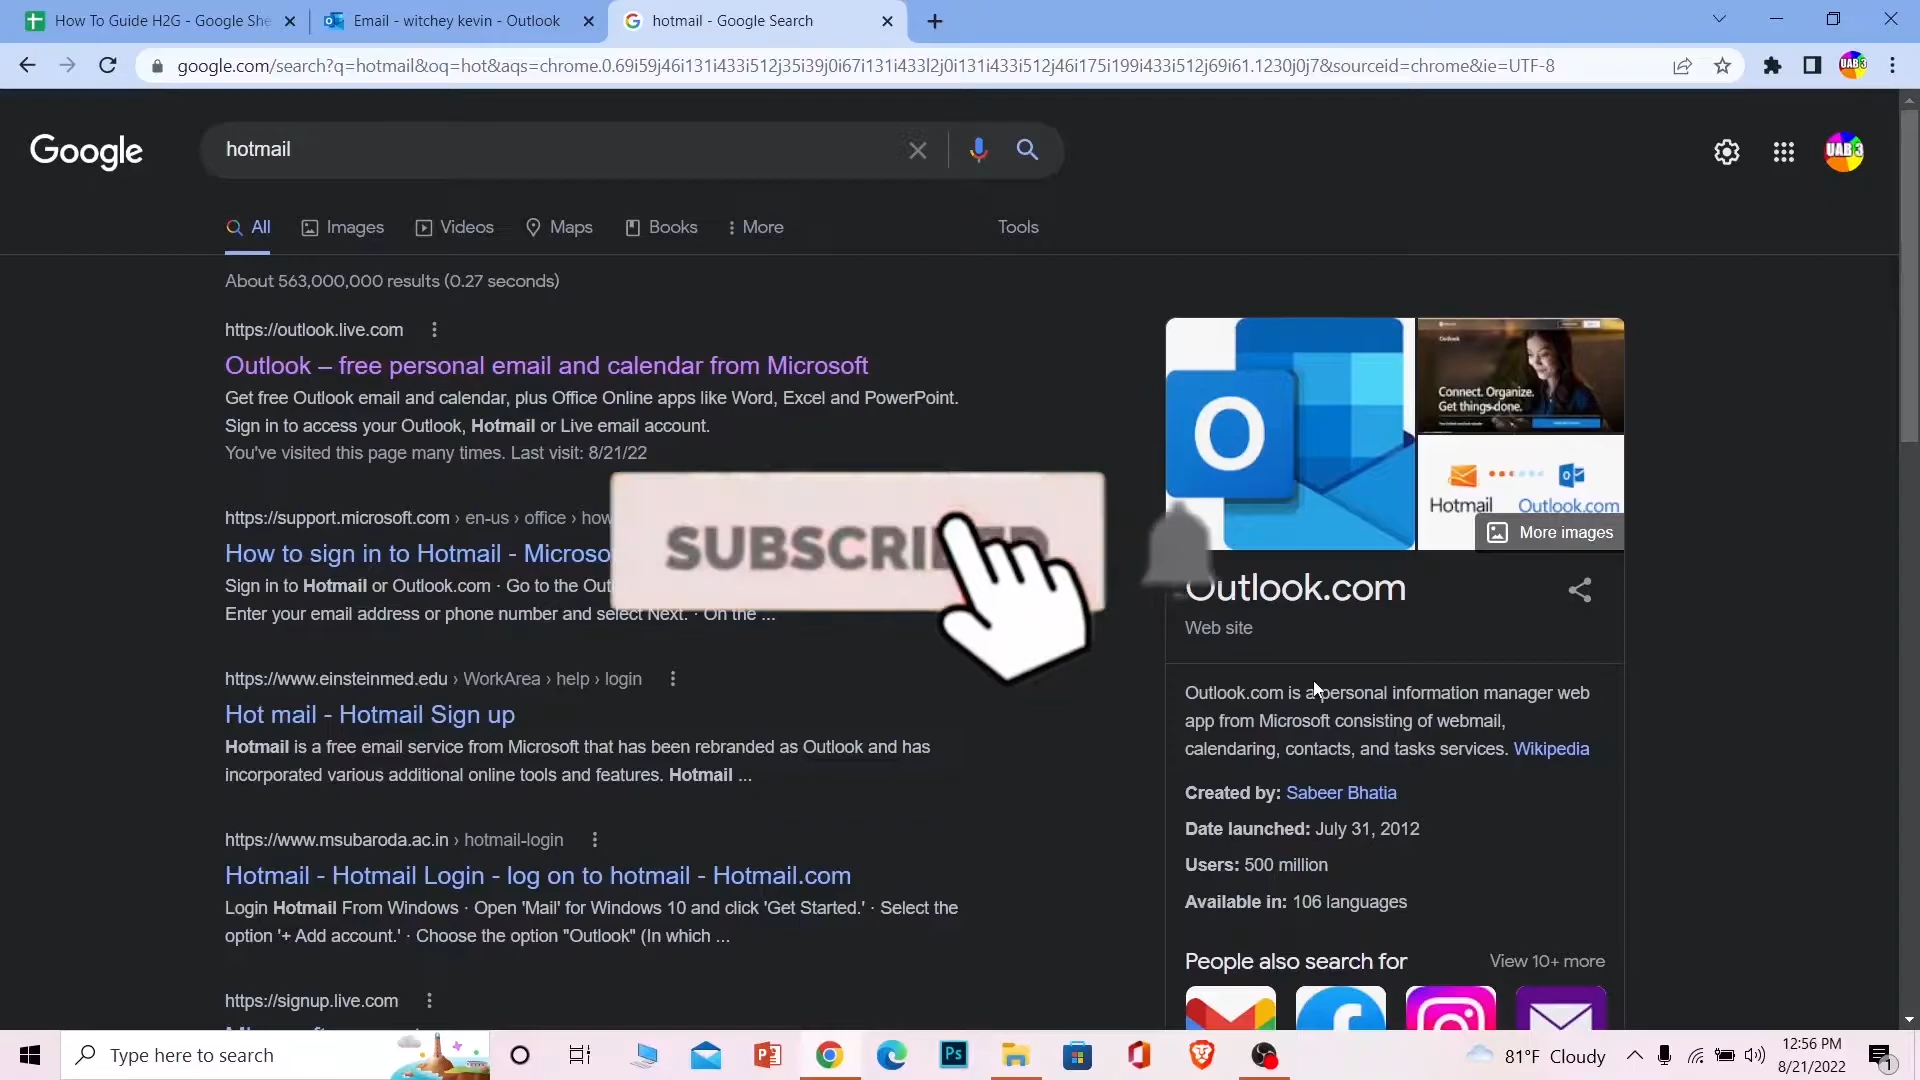 How To Guide H2G - Google She
Email - witchey kevin - Outlook
hotmail - Google Search
google.com/search?q=hotmail&oq=hot&aqs=chrome.0.69i59j46i131i433i512j35i39j0i67i131i433l2j0i131i433i512j46i175i199i433i512j69i61.1230j0j7&sourceid=chrome&ie=UTF-8
UAB 3
Google
hotmail
UAB 3
All
Images
Videos
Maps
Books
More
Tools
About 563,000,000 results (0.27 seconds)
https://outlook.live.com
Outlook – free personal email and calendar from Microsoft
Get free Outlook email and calendar, plus Office Online apps like Word, Excel and PowerPoint.
Sign in to access your Outlook, Hotmail or Live email account.
You've visited this page many times. Last visit: 8/21/22
https://support.microsoft.com › en-us › office › how
How to sign in to Hotmail - Microso
Sign in to Hotmail or Outlook.com · Go to the Out
Enter your email address or phone number and select Next. · On the ...
SUBSCRIBED
https://www.einsteinmed.edu › WorkArea › help › login
Hot mail - Hotmail Sign up
Hotmail is a free email service from Microsoft that has been rebranded as Outlook and has
incorporated various additional online tools and features. Hotmail ...
https://www.msubaroda.ac.in › hotmail-login
Hotmail - Hotmail Login - log on to hotmail - Hotmail.com
Login Hotmail From Windows · Open 'Mail' for Windows 10 and click 'Get Started.' · Select the
option '+ Add account.' · Choose the option "Outlook" (In which ...
https://signup.live.com
Connect. Organize.
Get things done.
Hotmail
Outlook.com
More images
Outlook.com
Web site
Outlook.com is a personal information manager web
app from Microsoft consisting of webmail,
calendaring, contacts, and tasks services. Wikipedia
Created by: Sabeer Bhatia
Date launched: July 31, 2012
Users: 500 million
Available in: 106 languages
People also search for
View 10+ more
Type here to search
Ps
81°F Cloudy
12:56 PM
8/21/2022
1